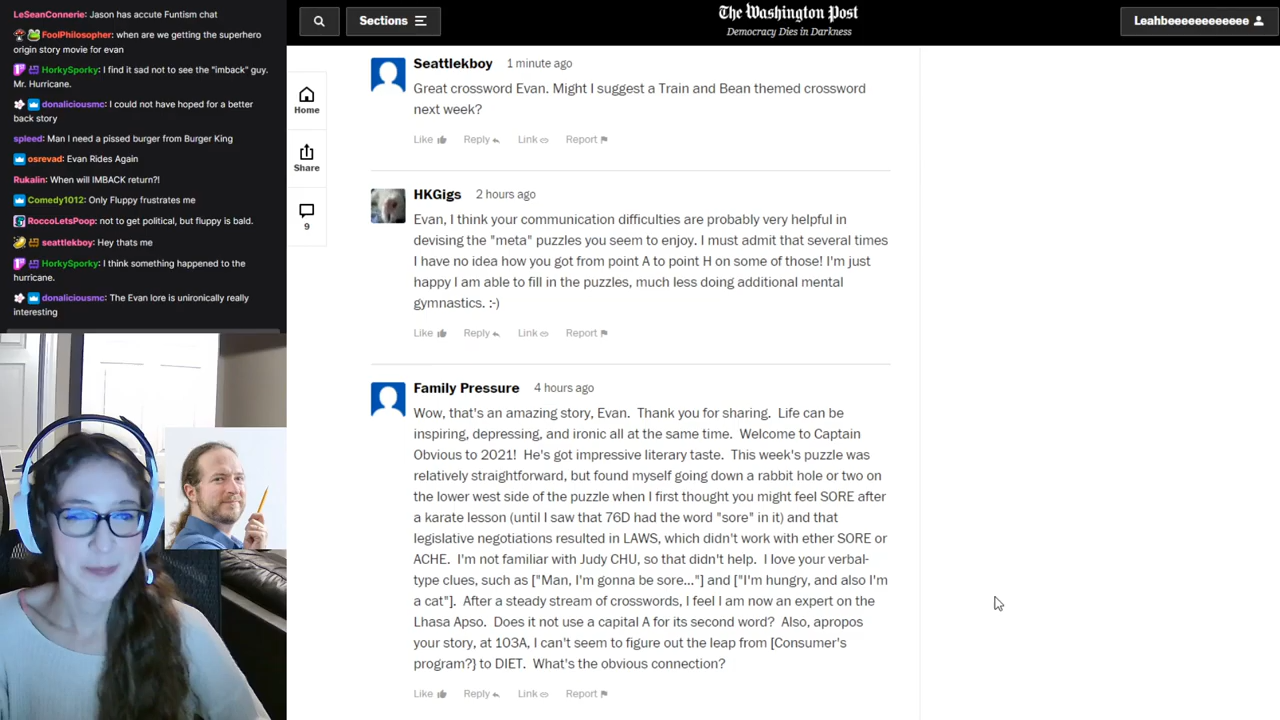 LeSeanConnerie: Jason has accute Funtism chat
FoolPhilosopher: when are we getting the superhero
origin story movie for evan
HorkySporky: I find it sad not to see the "imback" guy.
Mr. Hurricane.
donaliciousmc: I could not have hoped for a better
back story
spleed: Man I need a pissed burger from Burger King
osrevad: Evan Rides Again
Rukalin: When will IMBACK return?!
Comedy1012: Only Fluppy frustrates me
RoccoLetsPoop: not to get political, but fluppy is bald.
seattlekboy: Hey thats me
HorkySporky: I think something happened to the
hurricane.
donaliciousmc: The Evan lore is unironically really
interesting
Sections
The Washington Post
Democracy Dies in Darkness
Leahbeeeeeeeeeeee
Home
Share
9
Seattlekboy 1 minute ago
Great crossword Evan. Might I suggest a Train and Bean themed crossword
next week?
Like Reply Link Report
HKGigs 2 hours ago
Evan, I think your communication difficulties are probably very helpful in
devising the "meta" puzzles you seem to enjoy. I must admit that several times
I have no idea how you got from point A to point H on some of those! I'm just
happy I am able to fill in the puzzles, much less doing additional mental
gymnastics. :-)
Like Reply Link Report
Family Pressure 4 hours ago
Wow, that's an amazing story, Evan. Thank you for sharing. Life can be
inspiring, depressing, and ironic all at the same time. Welcome to Captain
Obvious to 2021! He's got impressive literary taste. This week's puzzle was
relatively straightforward, but found myself going down a rabbit hole or two on
the lower west side of the puzzle when I first thought you might feel SORE after
a karate lesson (until I saw that 76D had the word "sore" in it) and that
legislative negotiations resulted in LAWS, which didn't work with ether SORE or
ACHE. I'm not familiar with Judy CHU, so that didn't help. I love your verbal-
type clues, such as ["Man, I'm gonna be sore..."] and ["I'm hungry, and also I'm
a cat"]. After a steady stream of crosswords, I feel I am now an expert on the
Lhasa Apso. Does it not use a capital A for its second word? Also, apropos
your story, at 103A, I can't seem to figure out the leap from [Consumer's
program?} to DIET. What's the obvious connection?
Like Reply Link Report